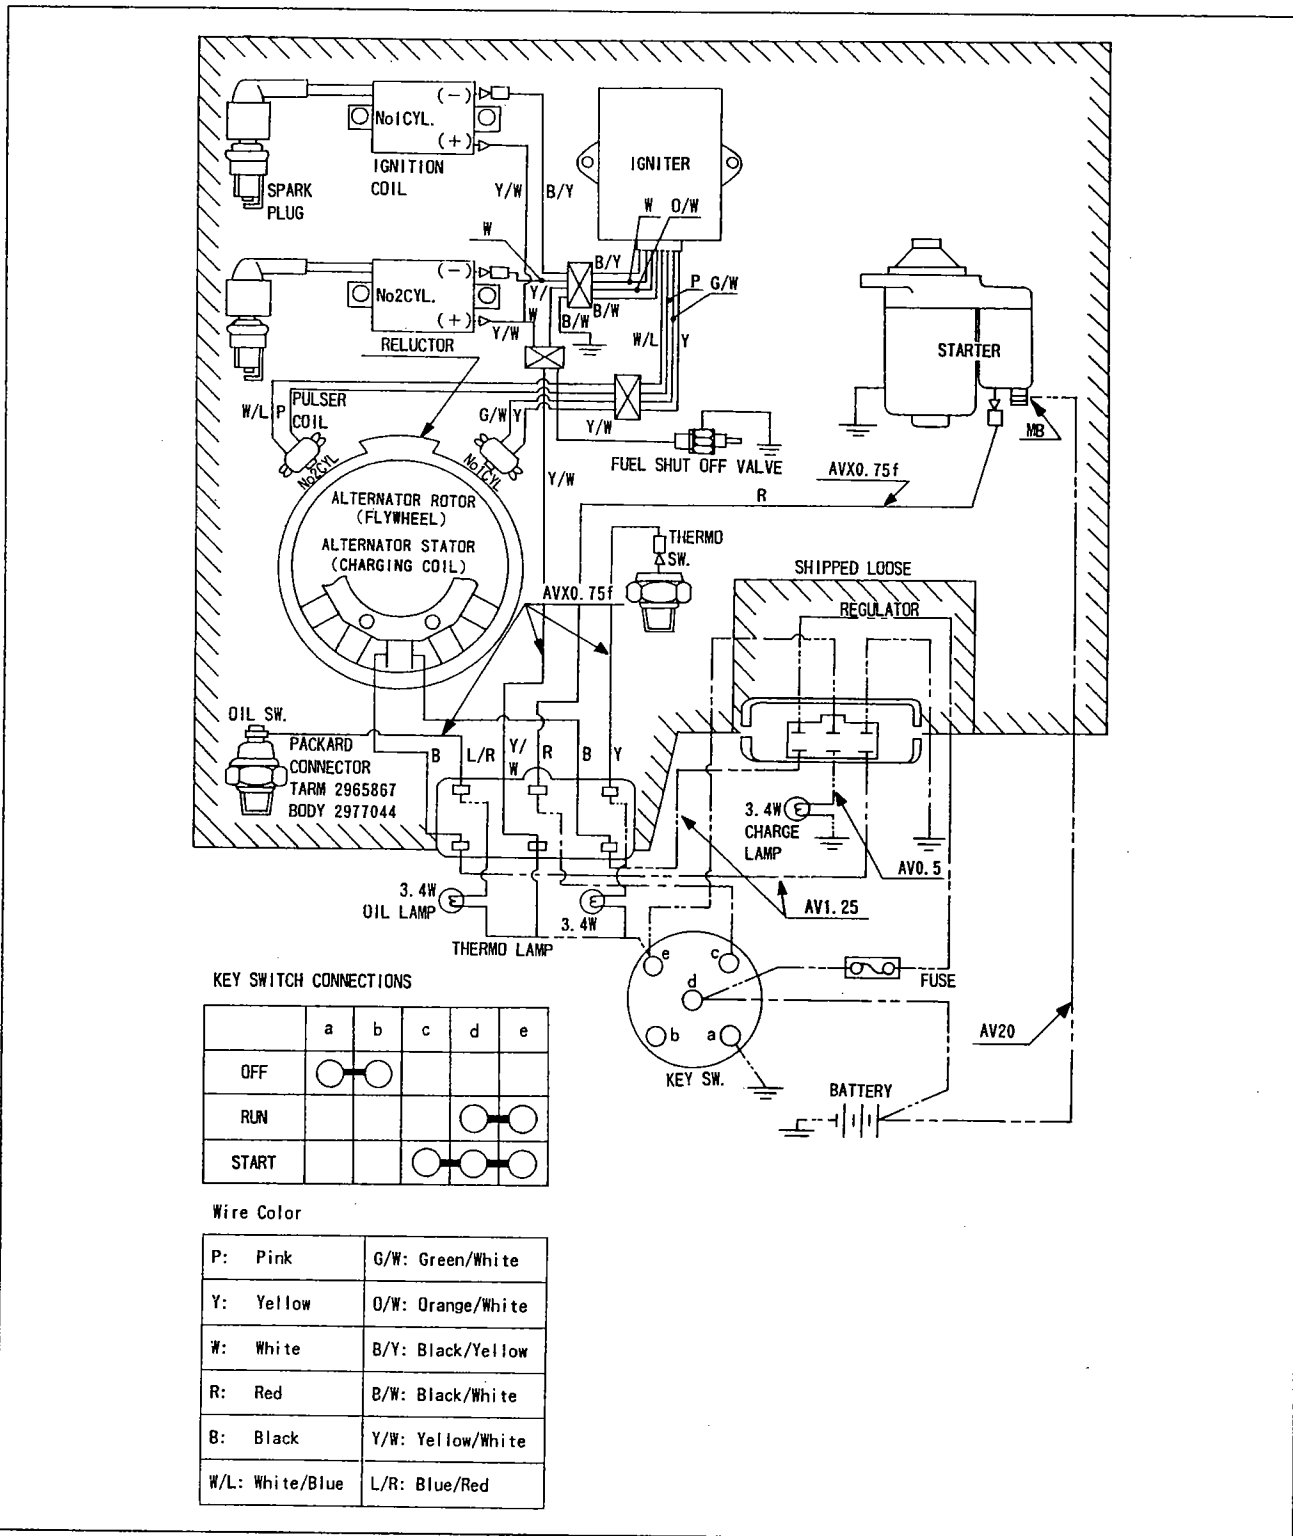 (-)
No1CYL.
(+)
IGNITION
COIL
SPARK
PLUG
IGNITER
Y/W
B/Y
W
O/W
W
(-)
No2CYL.
(+)
Y/
W
Y/W
B/Y
B/W
B/W
P
G/W
W/L
Y
RELUCTOR
STARTER
MB
W/L
P
PULSER
COIL
G/W
Y
Y/W
No2CYL
No1CYL
FUEL SHUT OFF VALVE
AVX0.75f
R
Y/W
ALTERNATOR ROTOR
(FLYWHEEL)
ALTERNATOR STATOR
(CHARGING COIL)
AVX0.75f
THERMO
SW.
SHIPPED LOOSE
REGULATOR
OIL SW.
PACKARD
CONNECTOR
TARM 2965867
BODY 2977044
B
L/R
Y/
W
R
B
Y
3.4W
CHARGE
LAMP
AV0.5
AV1.25
3.4W
OIL LAMP
3.4W
THERMO LAMP
e
c
d
b
a
KEY SW.
FUSE
AV20
BATTERY
KEY SWITCH CONNECTIONS
a b c d e
OFF
RUN
START
Wire Color
P: Pink G/W: Green/White
Y: Yellow O/W: Orange/White
W: White B/Y: Black/Yellow
R: Red B/W: Black/White
B: Black Y/W: Yellow/White
W/L: White/Blue L/R: Blue/Red